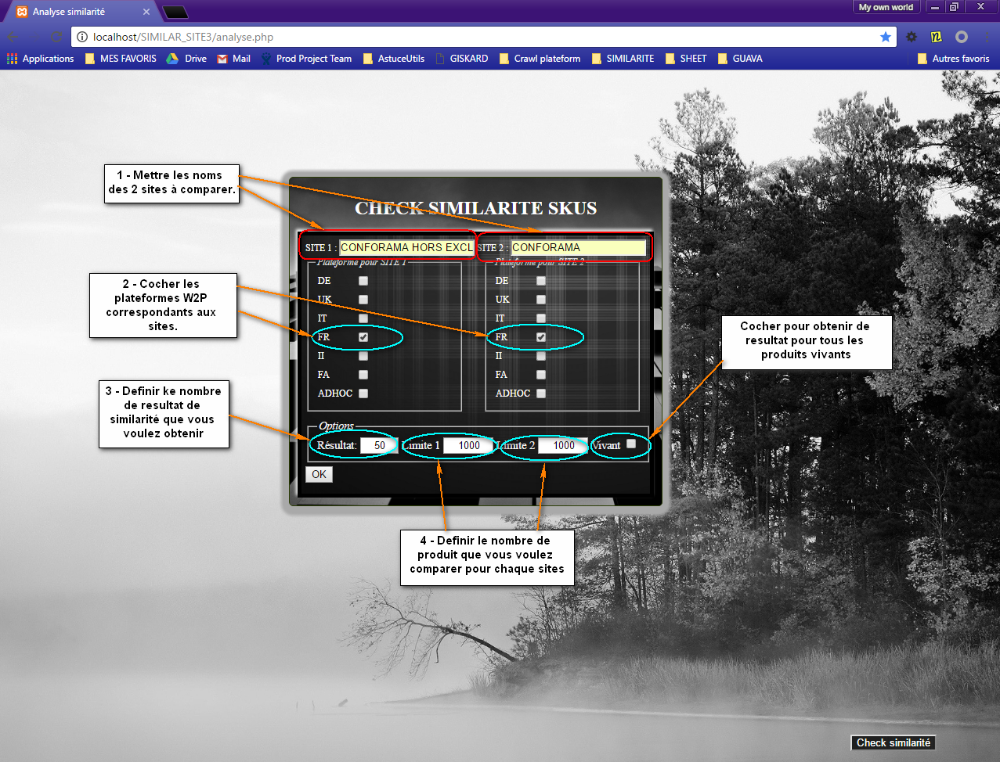 Analyse similarité
My own world
localhost/SIMILAR_SITE3/analyse.php
Applications MES FAVORIS Drive Mail Prod Project Team AstuceUtils GISKARD Crawl plateform SIMILARITE SHEET GUAVA Autres favoris
1 - Mettre les noms
des 2 sites à comparer.
CHECK SIMILARITE SKUS
SITE 1 : CONFORAMA HORS EXCL SITE 2 : CONFORAMA
Plateforme pour SITE 1 Plateforme pour SITE 2
DE DE
UK UK
IT IT
FR FR
II II
FA FA
ADHOC ADHOC
2 - Cocher les
plateformes W2P
correspondants aux
sites.
Cocher pour obtenir de
resultat pour tous les
produits vivants
3 - Definir ke nombre
de resultat de
similarité que vous
voulez obtenir
Options
Résultat: 50 Limite 1 1000 Limite 2 1000 Vivant
OK
4 - Definir le nombre de
produit que vous voulez
comparer pour chaque sites
Check similarité